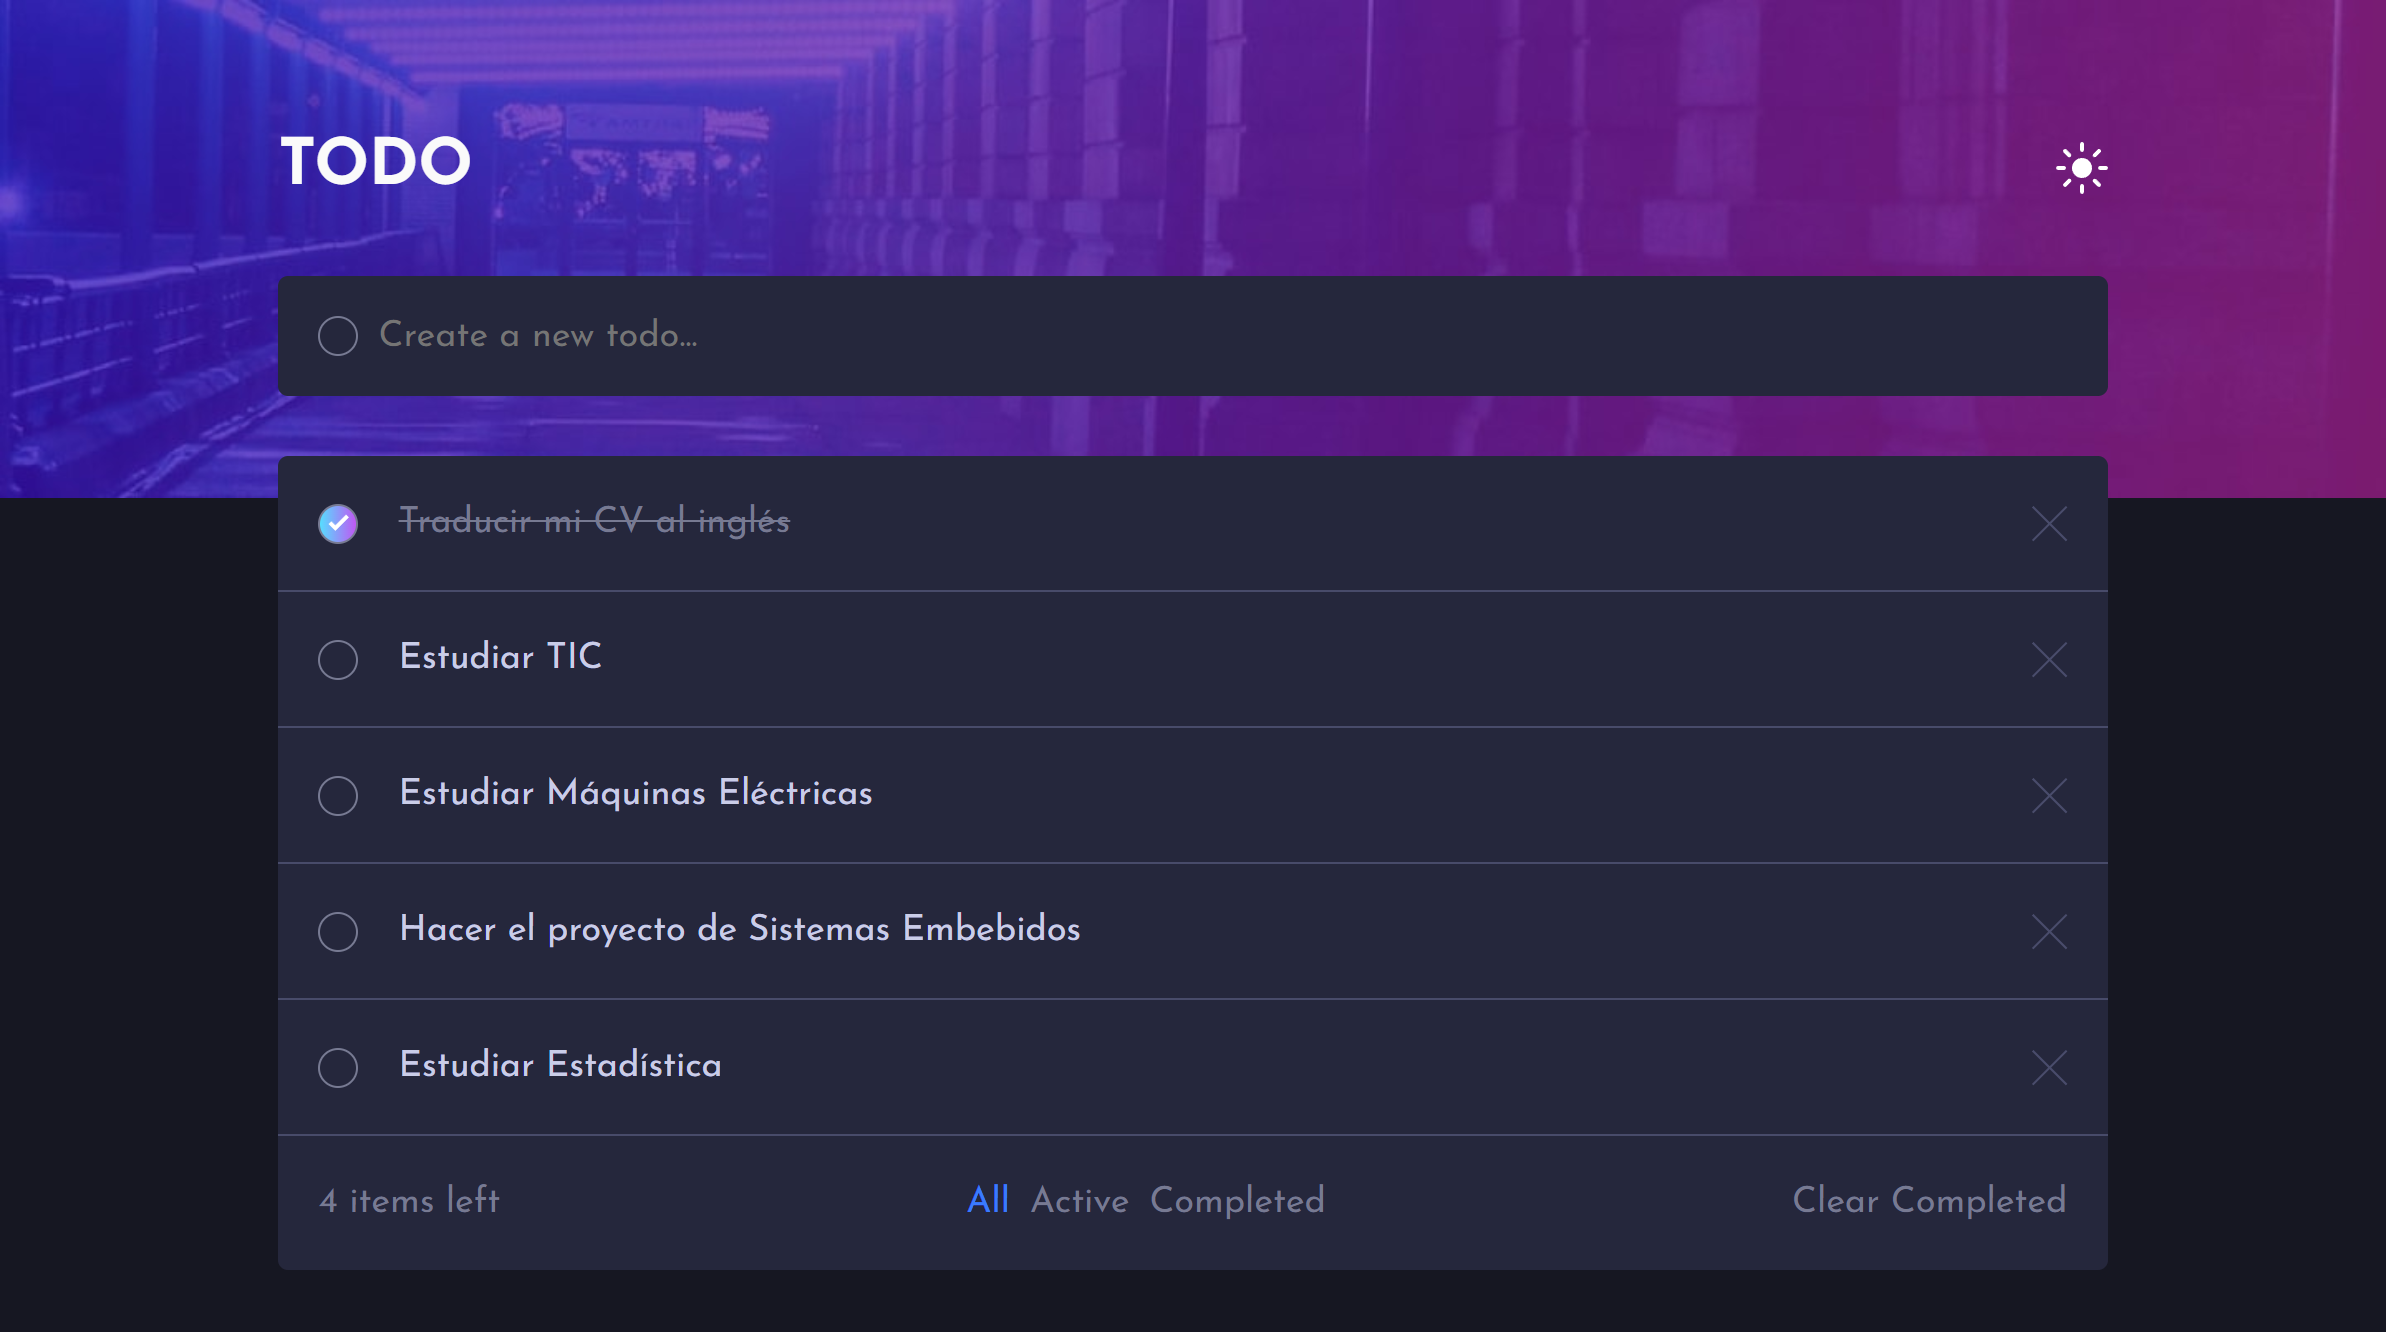 TODO
Create a new todo...
Traducir mi CV al inglés
Estudiar TIC
Estudiar Máquinas Eléctricas
Hacer el proyecto de Sistemas Embebidos
Estudiar Estadística
4 items left
All Active Completed
Clear Completed